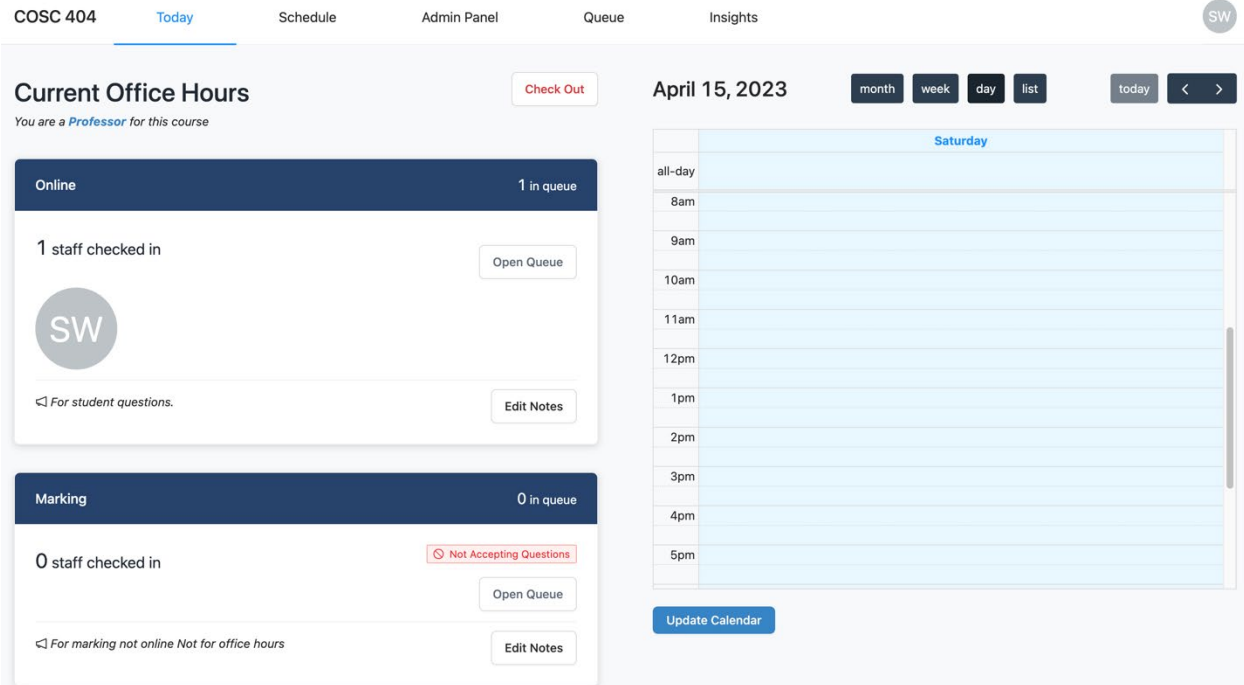 COSC 404 Today Schedule Admin Panel Queue Insights SW
Current Office Hours
Check Out
You are a Professor for this course
Online 1 in queue
1 staff checked in
Open Queue
SW
For student questions.
Edit Notes
Marking 0 in queue
0 staff checked in
Not Accepting Questions
Open Queue
For marking not online Not for office hours
Edit Notes
April 15, 2023 month week day list today < >
Saturday
all-day
8am
9am
10am
11am
12pm
1pm
2pm
3pm
4pm
5pm
Update Calendar